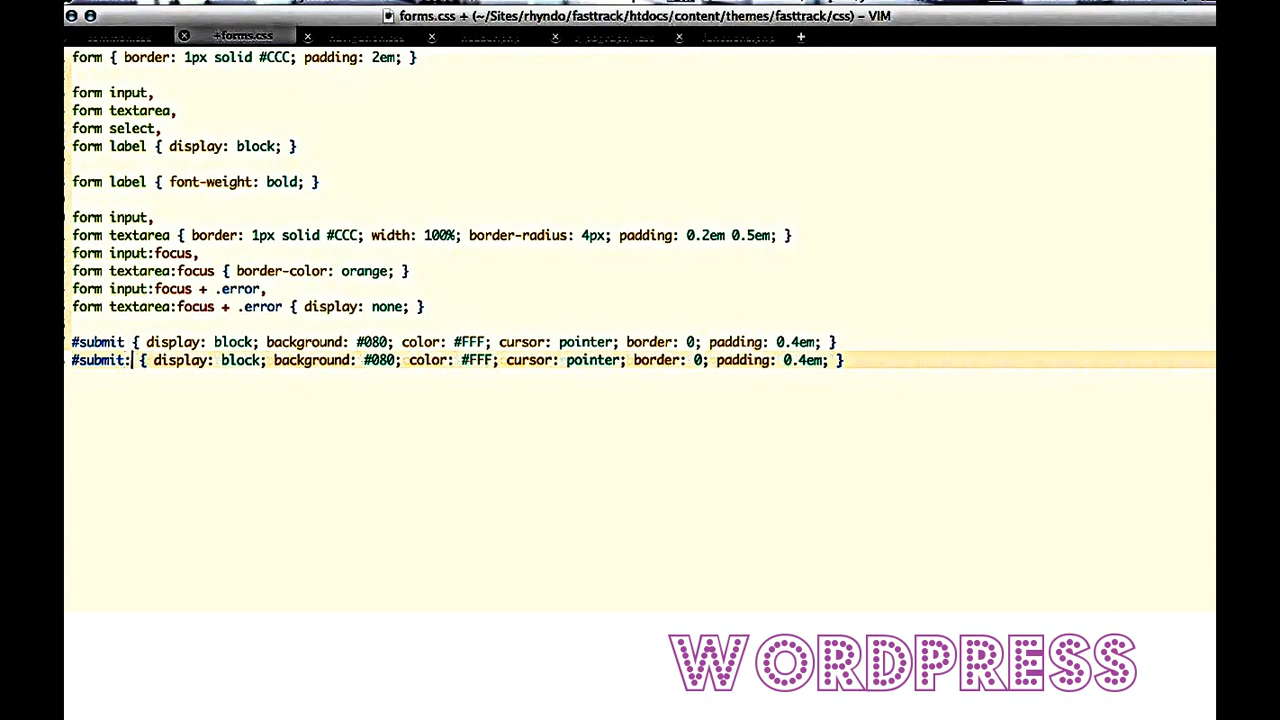 forms.css + (~/Sites/rhyndo/fasttrack/htdocs/content/themes/fasttrack/css) – VIM
+forms.css
form { border: 1px solid #CCC; padding: 2em; }
form input,
form textarea,
form select,
form label { display: block; }
form label { font-weight: bold; }
form input,
form textarea { border: 1px solid #CCC; width: 100%; border-radius: 4px; padding: 0.2em 0.5em; }
form input:focus,
form textarea:focus { border-color: orange; }
form input:focus + .error,
form textarea:focus + .error { display: none; }
#submit { display: block; background: #080; color: #FFF; cursor: pointer; border: 0; padding: 0.4em; }
#submit: { display: block; background: #080; color: #FFF; cursor: pointer; border: 0; padding: 0.4em; }
WORDPRESS